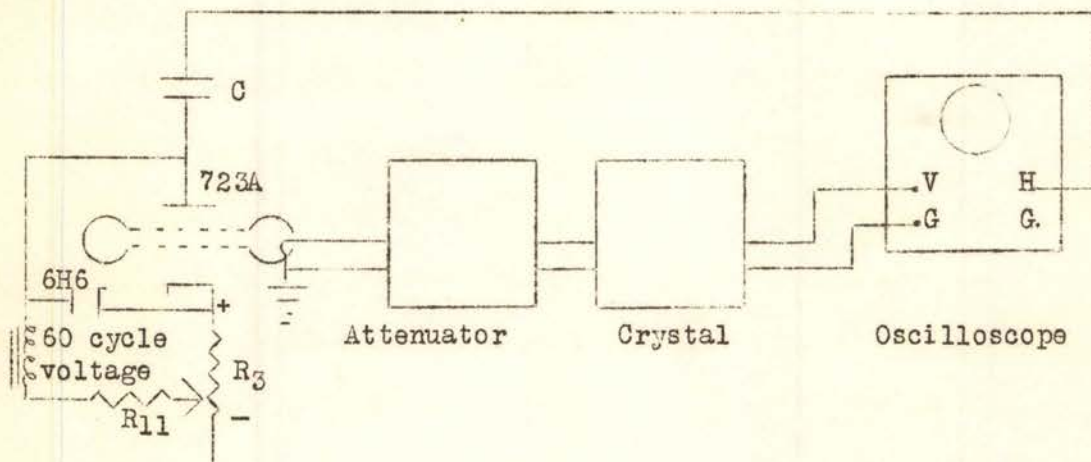 C
723A
V H
G G.
6H6
+
60 cycle
voltage
R3
R11
−
Attenuator Crystal Oscilloscope